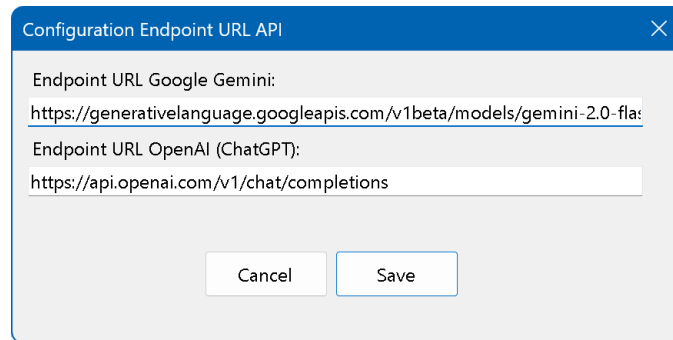 Configuration Endpoint URL API
Endpoint URL Google Gemini:
https://generativelanguage.googleapis.com/v1beta/models/gemini-2.0-flas
Endpoint URL OpenAI (ChatGPT):
https://api.openai.com/v1/chat/completions
Cancel Save